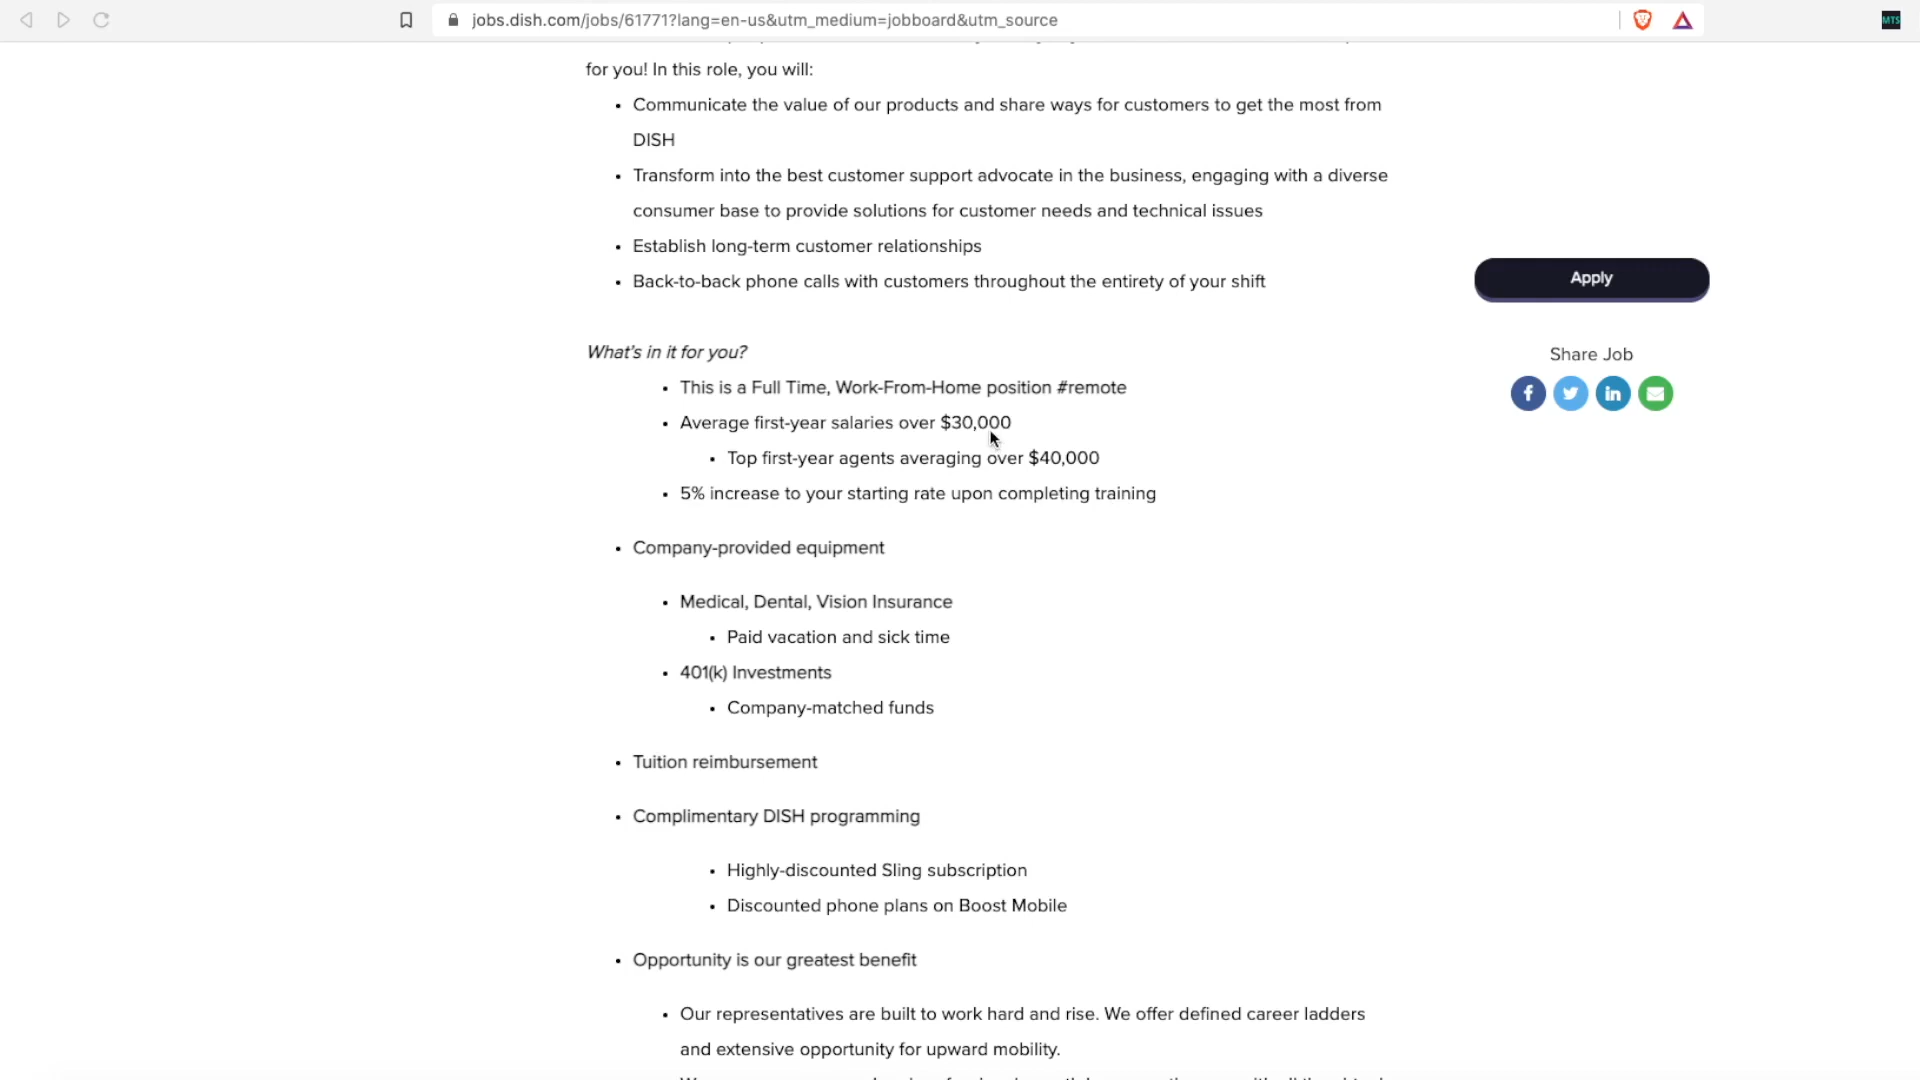 jobs.dish.com/jobs/61771?lang=en-us&utm_medium=jobboard&utm_source
MTS
for you! In this role, you will:
• Communicate the value of our products and share ways for customers to get the most from
DISH
• Transform into the best customer support advocate in the business, engaging with a diverse
consumer base to provide solutions for customer needs and technical issues
• Establish long-term customer relationships
• Back-to-back phone calls with customers throughout the entirety of your shift
Apply
What's in it for you?
Share Job
• This is a Full Time, Work-From-Home position #remote
• Average first-year salaries over $30,000
• Top first-year agents averaging over $40,000
• 5% increase to your starting rate upon completing training
• Company-provided equipment
• Medical, Dental, Vision Insurance
• Paid vacation and sick time
• 401(k) Investments
• Company-matched funds
• Tuition reimbursement
• Complimentary DISH programming
• Highly-discounted Sling subscription
• Discounted phone plans on Boost Mobile
• Opportunity is our greatest benefit
• Our representatives are built to work hard and rise. We offer defined career ladders
and extensive opportunity for upward mobility.